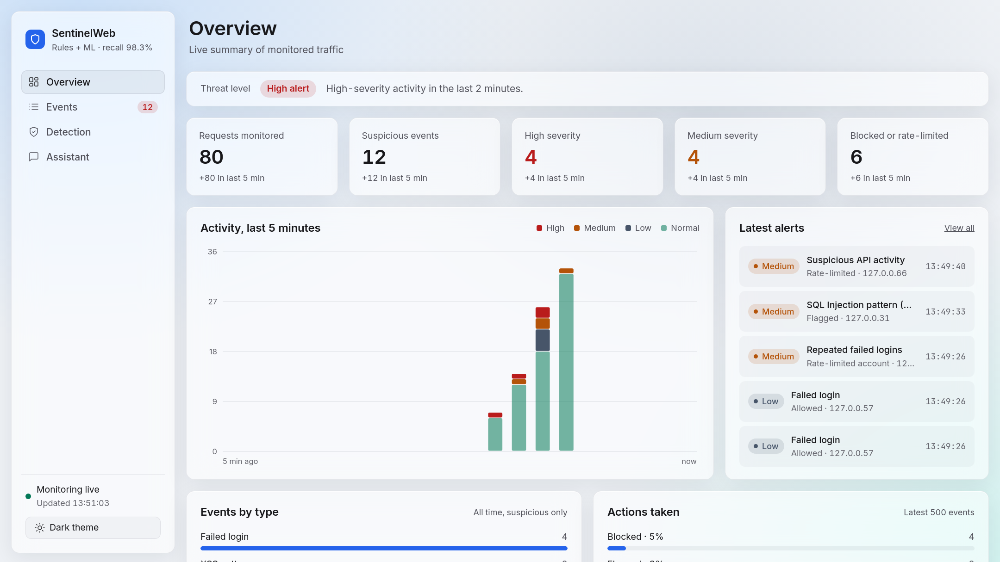 SentinelWeb
Rules + ML · recall 98.3%
Overview
Events 12
Detection
Assistant
Monitoring live
Updated 13:51:03
Dark theme
Overview
Live summary of monitored traffic
Threat level High alert High-severity activity in the last 2 minutes.
Requests monitored
80
+80 in last 5 min
Suspicious events
12
+12 in last 5 min
High severity
4
+4 in last 5 min
Medium severity
4
+4 in last 5 min
Blocked or rate-limited
6
+6 in last 5 min
Activity, last 5 minutes
High Medium Low Normal
36
27
18
9
0
5 min ago now
Latest alerts View all
Medium Suspicious API activity 13:49:40
Rate-limited · 127.0.0.66
Medium SQL Injection pattern (... 13:49:33
Flagged · 127.0.0.31
Medium Repeated failed logins 13:49:26
Rate-limited account · 12...
Low Failed login 13:49:26
Allowed · 127.0.0.57
Low Failed login 13:49:26
Allowed · 127.0.0.57
Events by type All time, suspicious only
Failed login 4
Actions taken Latest 500 events
Blocked · 5% 4